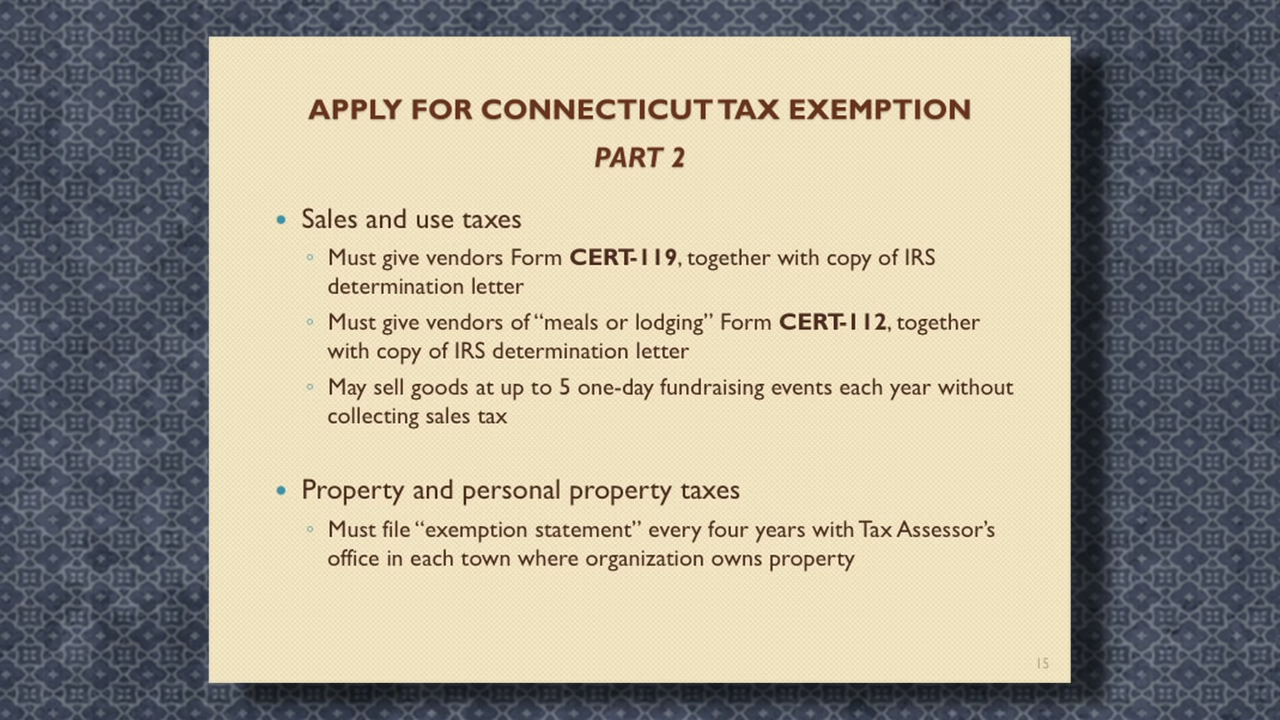 APPLY FOR CONNECTICUT TAX EXEMPTION
PART 2
• Sales and use taxes
◦ Must give vendors Form CERT-119, together with copy of IRS
determination letter
◦ Must give vendors of “meals or lodging” Form CERT-112, together
with copy of IRS determination letter
◦ May sell goods at up to 5 one-day fundraising events each year without
collecting sales tax
• Property and personal property taxes
◦ Must file “exemption statement” every four years with Tax Assessor’s
office in each town where organization owns property
15